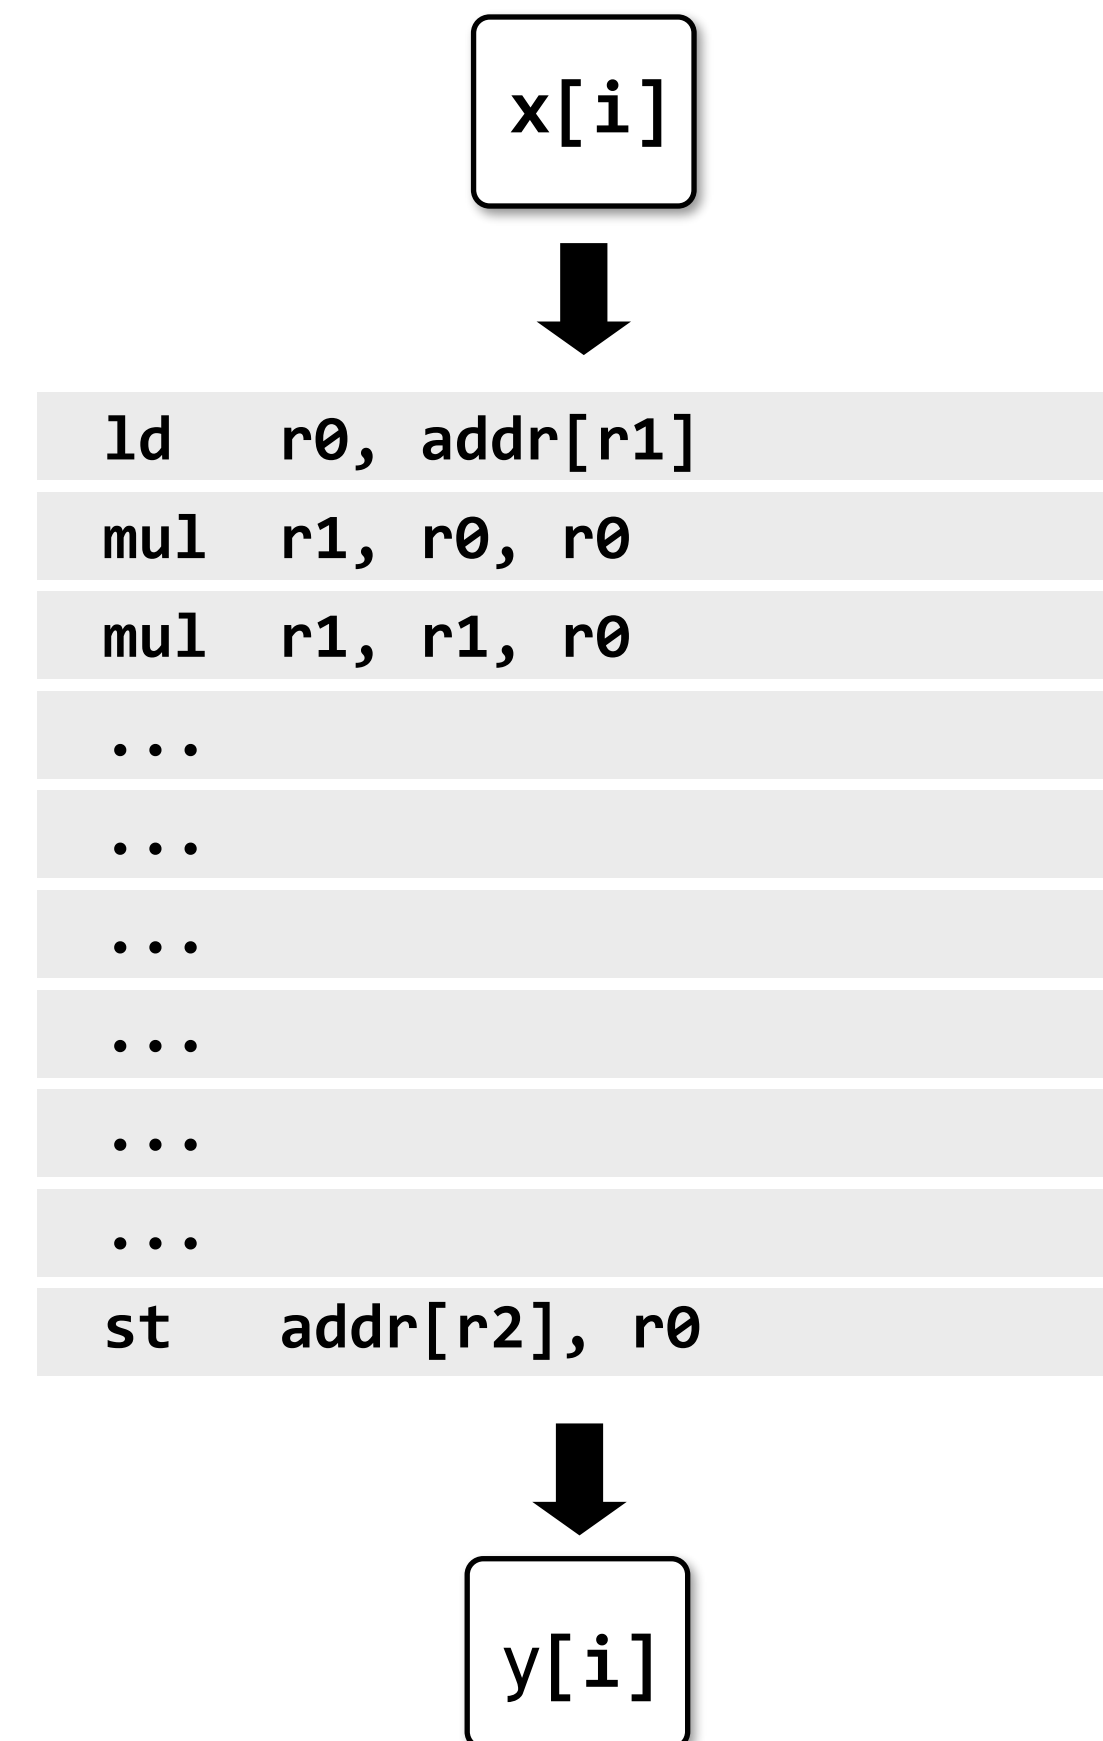 x[i]
ld r0, addr[r1]
mul r1, r0, r0
mul r1, r1, r0
...
...
...
...
...
...
st addr[r2], r0
y[i]